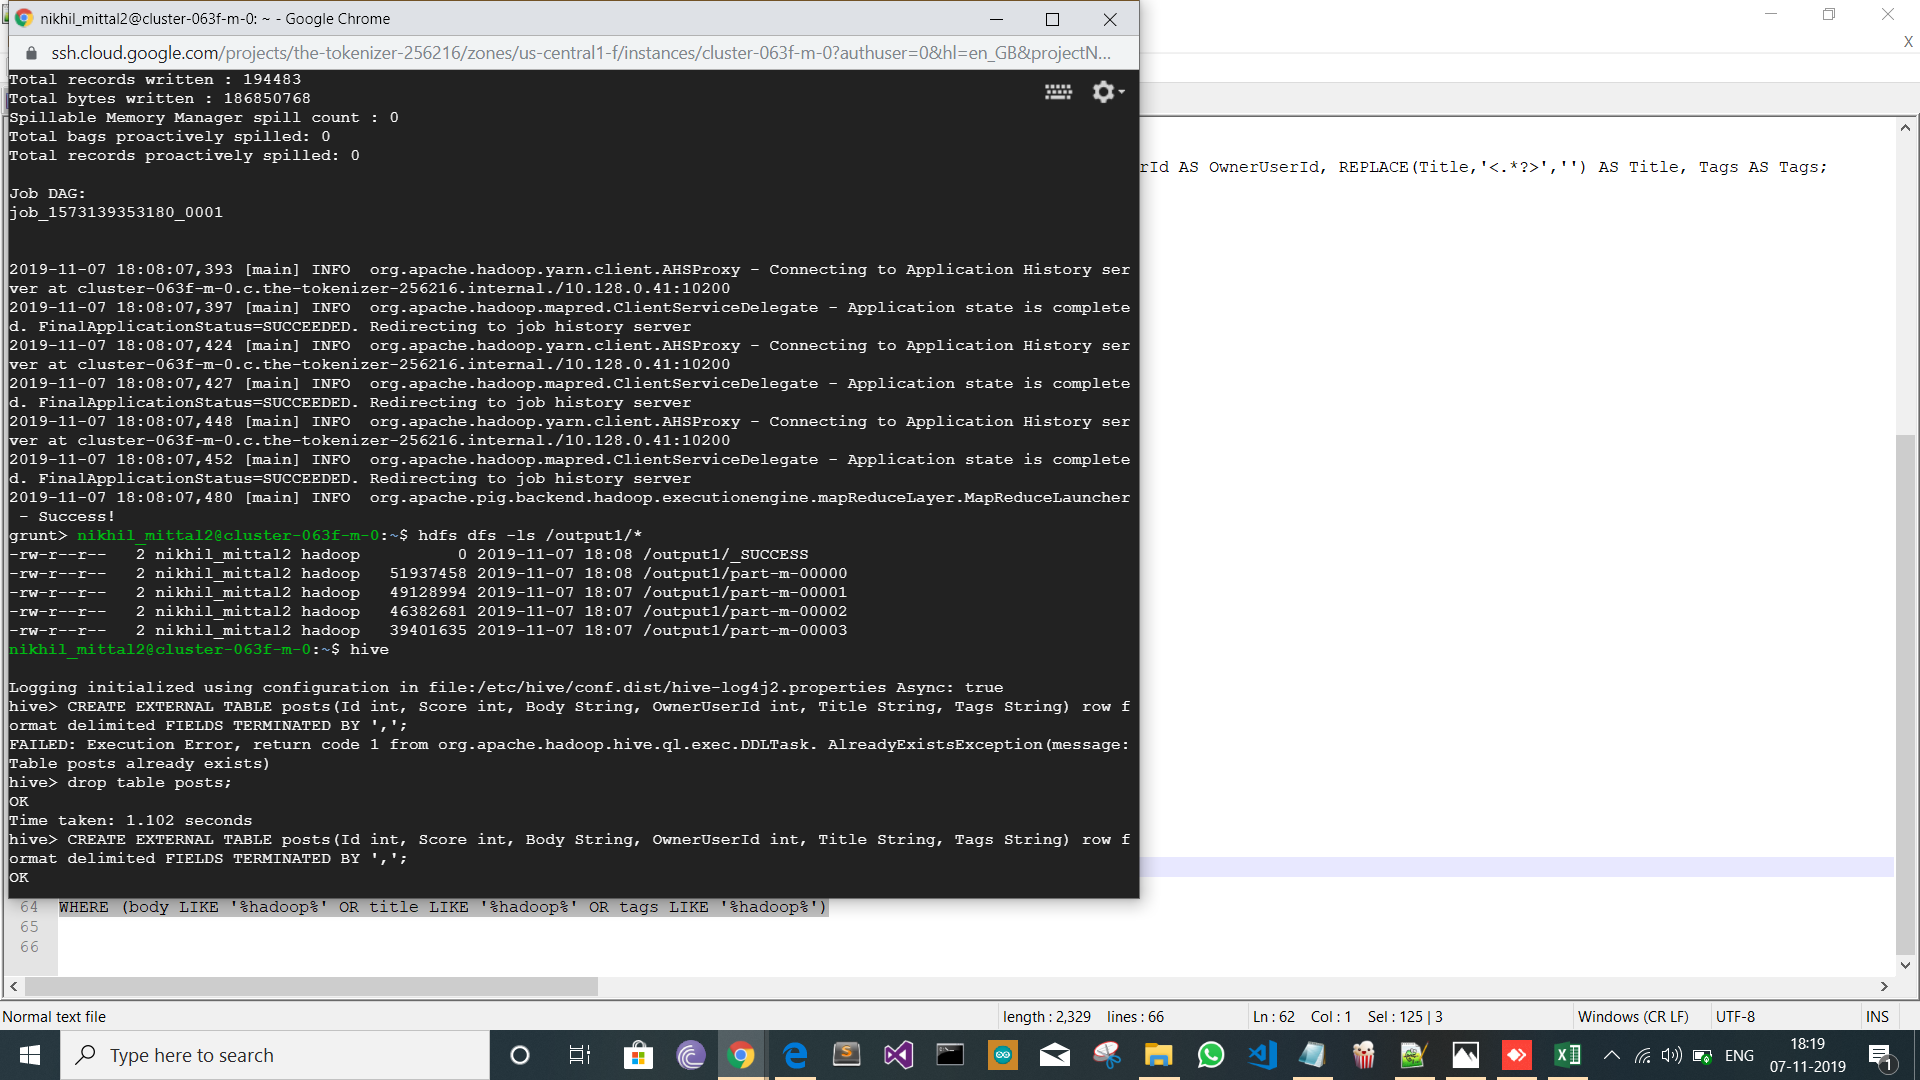 nikhil_mittal2@cluster-063f-m-0: ~ - Google Chrome
ssh.cloud.google.com/projects/the-tokenizer-256216/zones/us-central1-f/instances/cluster-063f-m-0?authuser=0&hl=en_GB&projectN...
X
Total records written : 194483
Total bytes written : 186850768
Spillable Memory Manager spill count : 0
Total bags proactively spilled: 0
Total records proactively spilled: 0
rId AS OwnerUserId, REPLACE(Title,'<.*?>','') AS Title, Tags AS Tags;
Job DAG:
job_1573139353180_0001
2019-11-07 18:08:07,393 [main] INFO  org.apache.hadoop.yarn.client.AHSProxy - Connecting to Application History ser
ver at cluster-063f-m-0.c.the-tokenizer-256216.internal./10.128.0.41:10200
2019-11-07 18:08:07,397 [main] INFO  org.apache.hadoop.mapred.ClientServiceDelegate - Application state is complete
d. FinalApplicationStatus=SUCCEEDED. Redirecting to job history server
2019-11-07 18:08:07,424 [main] INFO  org.apache.hadoop.yarn.client.AHSProxy - Connecting to Application History ser
ver at cluster-063f-m-0.c.the-tokenizer-256216.internal./10.128.0.41:10200
2019-11-07 18:08:07,427 [main] INFO  org.apache.hadoop.mapred.ClientServiceDelegate - Application state is complete
d. FinalApplicationStatus=SUCCEEDED. Redirecting to job history server
2019-11-07 18:08:07,448 [main] INFO  org.apache.hadoop.yarn.client.AHSProxy - Connecting to Application History ser
ver at cluster-063f-m-0.c.the-tokenizer-256216.internal./10.128.0.41:10200
2019-11-07 18:08:07,452 [main] INFO  org.apache.hadoop.mapred.ClientServiceDelegate - Application state is complete
d. FinalApplicationStatus=SUCCEEDED. Redirecting to job history server
2019-11-07 18:08:07,480 [main] INFO  org.apache.pig.backend.hadoop.executionengine.mapReduceLayer.MapReduceLauncher
 - Success!
grunt> nikhil_mittal2@cluster-063f-m-0:~$ hdfs dfs -ls /output1/*
-rw-r--r--   2 nikhil_mittal2 hadoop          0 2019-11-07 18:08 /output1/_SUCCESS
-rw-r--r--   2 nikhil_mittal2 hadoop   51937458 2019-11-07 18:08 /output1/part-m-00000
-rw-r--r--   2 nikhil_mittal2 hadoop   49128994 2019-11-07 18:07 /output1/part-m-00001
-rw-r--r--   2 nikhil_mittal2 hadoop   46382681 2019-11-07 18:07 /output1/part-m-00002
-rw-r--r--   2 nikhil_mittal2 hadoop   39401635 2019-11-07 18:07 /output1/part-m-00003
nikhil_mittal2@cluster-063f-m-0:~$ hive
Logging initialized using configuration in file:/etc/hive/conf.dist/hive-log4j2.properties Async: true
hive> CREATE EXTERNAL TABLE posts(Id int, Score int, Body String, OwnerUserId int, Title String, Tags String) row f
ormat delimited FIELDS TERMINATED BY ',';
FAILED: Execution Error, return code 1 from org.apache.hadoop.hive.ql.exec.DDLTask. AlreadyExistsException(message:
Table posts already exists)
hive> drop table posts;
OK
Time taken: 1.102 seconds
hive> CREATE EXTERNAL TABLE posts(Id int, Score int, Body String, OwnerUserId int, Title String, Tags String) row f
ormat delimited FIELDS TERMINATED BY ',';
OK
64 WHERE (body LIKE '%hadoop%' OR title LIKE '%hadoop%' OR tags LIKE '%hadoop%')
65
66
Normal text file length : 2,329 lines : 66 Ln : 62 Col : 1 Sel : 125 | 3 Windows (CR LF) UTF-8 INS
Type here to search
ENG
18:19
07-11-2019
1